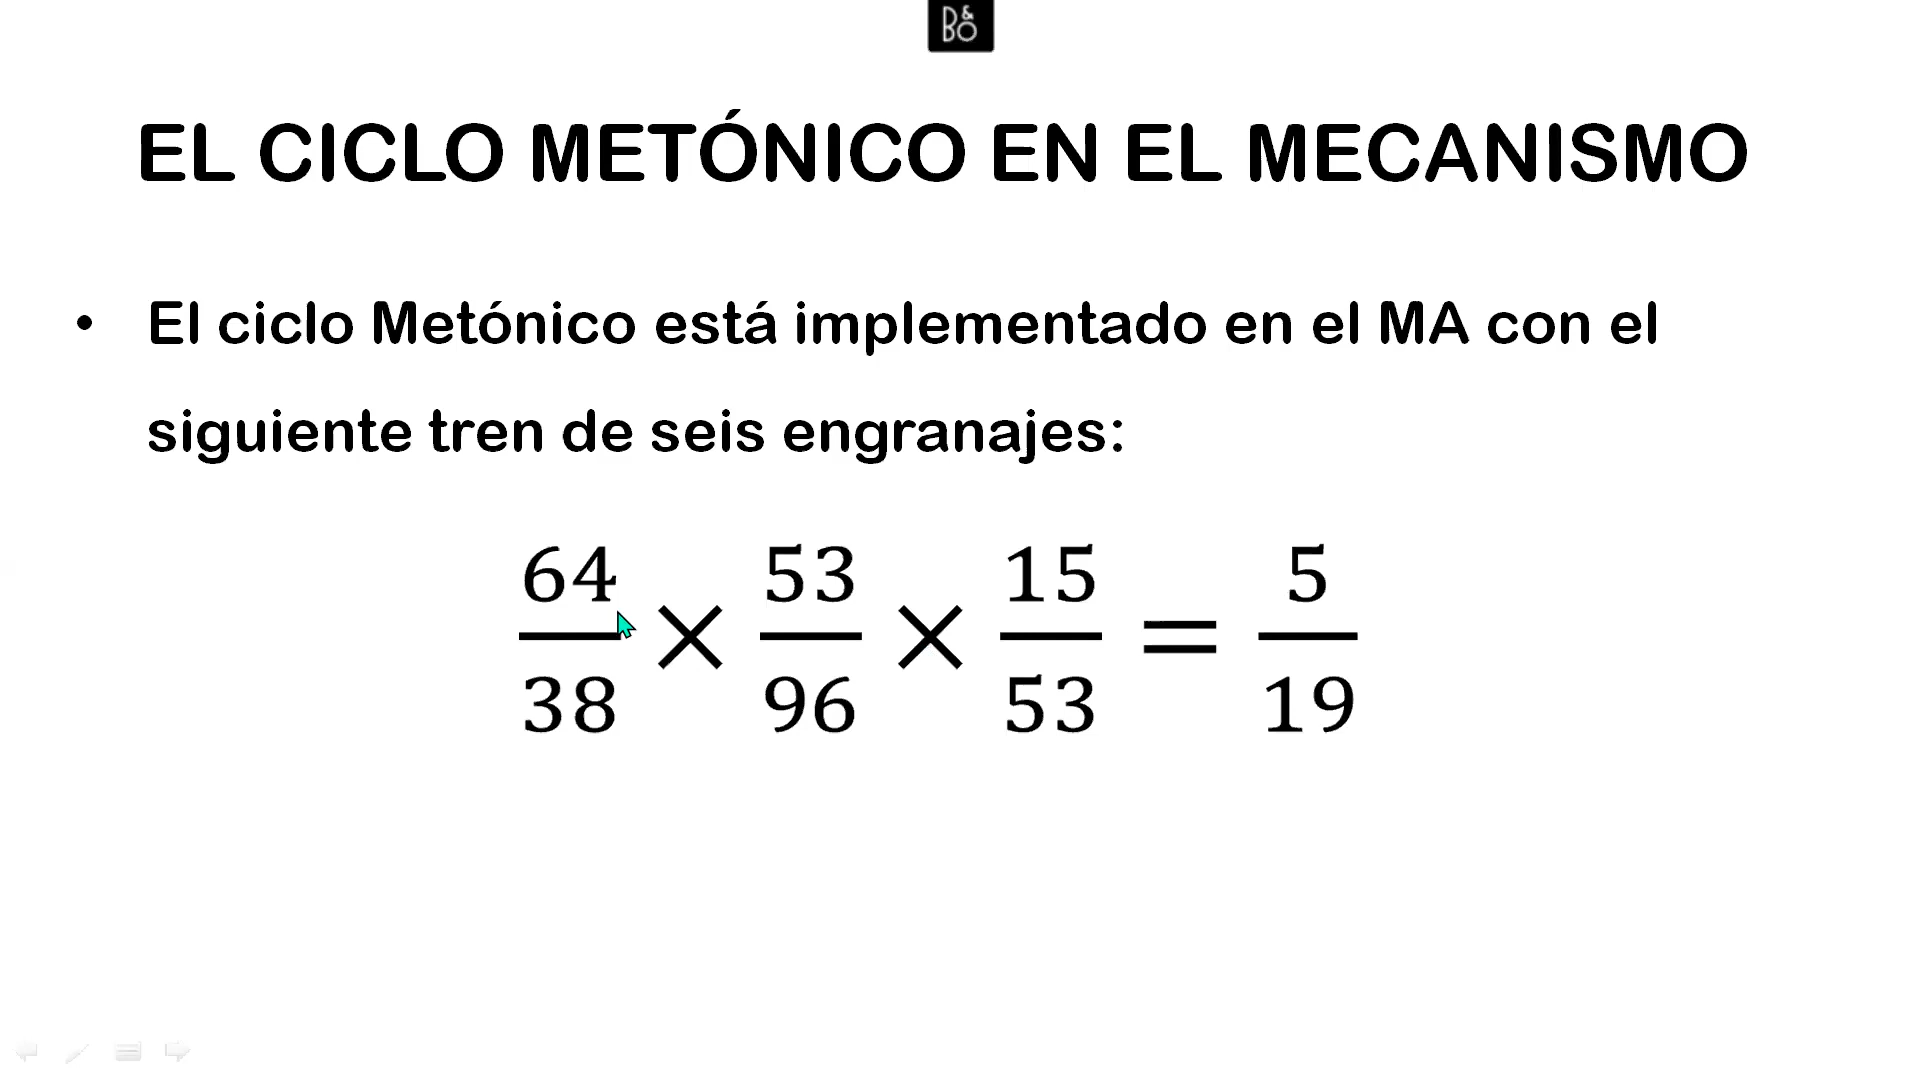 B&O
EL CICLO METÓNICO EN EL MECANISMO
• El ciclo Metónico está implementado en el MA con el
siguiente tren de seis engranajes:
64/38 × 53/96 × 15/53 = 5/19